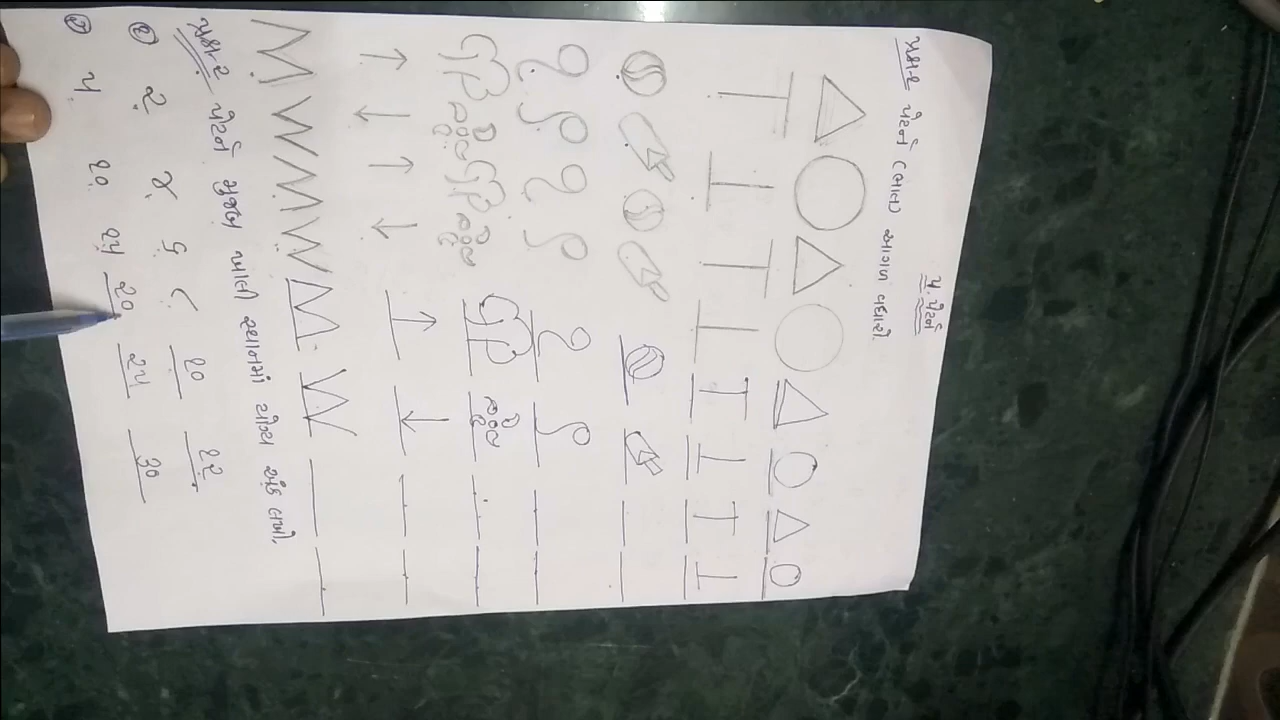 ૫. પેટર્ન
પ્રશ્ન-૧ પેટર્ન (ભાત) આગળ વધારો.
પ્રશ્ન-૨ પેટર્ન મુજબ ખાલી સ્થાનમાં યોગ્ય અંક લખો.
૨, ૪, ૬, ૮ ૧૦ ૧૨.
૫, ૧૦, ૧૫ ૨૦ ૨૫ ૩૦